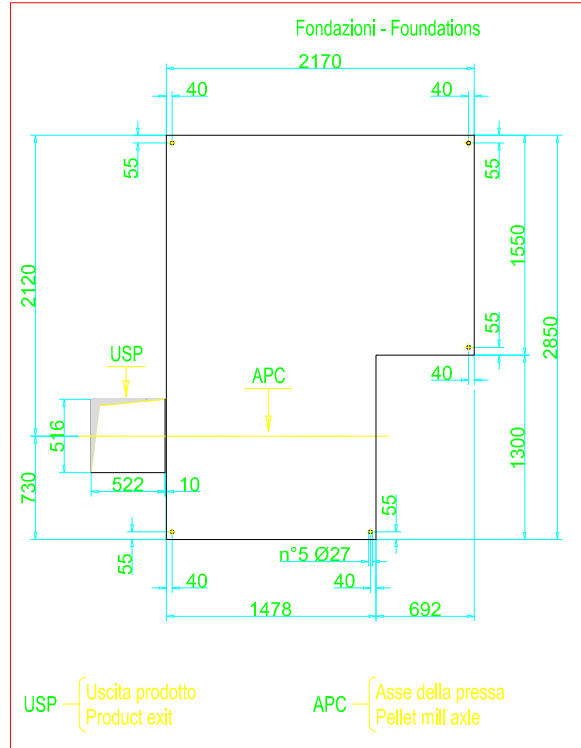 Fondazioni - Foundations
2170
40
40
55
55
2120
1550
2850
55
USP
APC
40
516
1300
522
10
730
55
n°5 Ø27
55
40
40
1478
692
USP
Uscita prodotto
Product exit
APC
Asse della pressa
Pellet mill axle